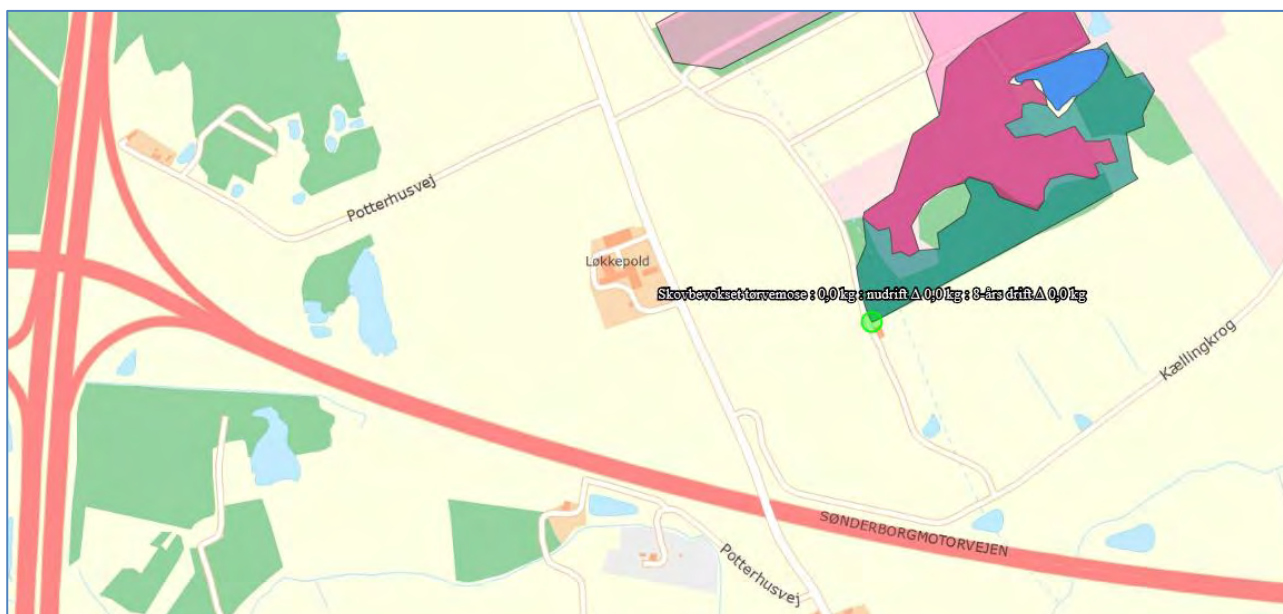 Potterhusvej
Løkkepold
Skovbevokset tørvemose : 0,0 kg : nudrift Δ 0,0 kg : 8-års drift Δ 0,0 kg
Kællingkrog
SØNDERBORGMOTORVEJEN
Potterhusvej